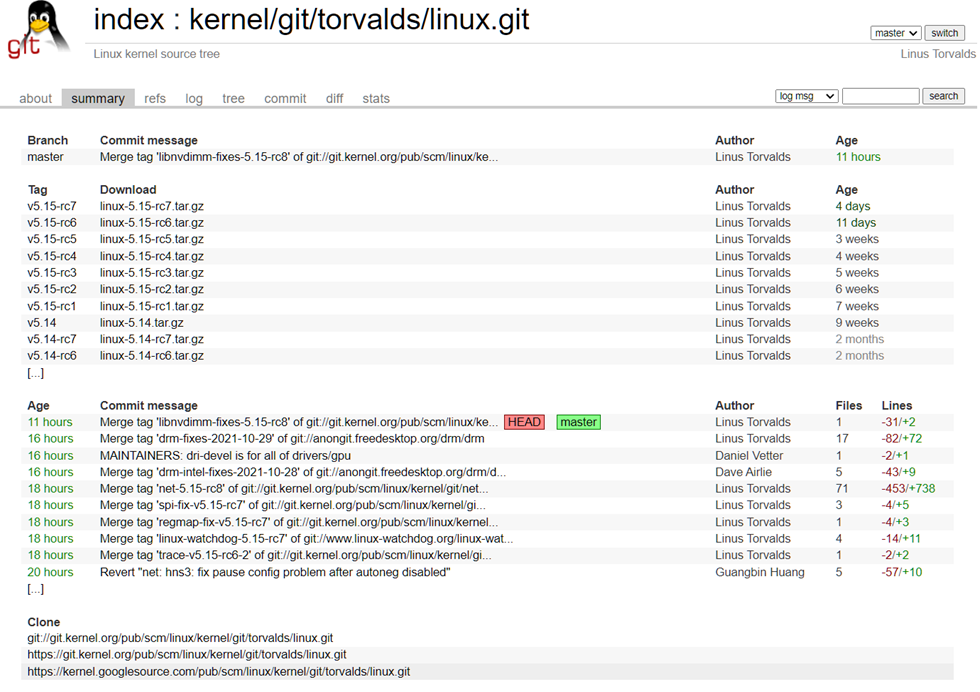 git
index : kernel/git/torvalds/linux.git
master switch
Linux kernel source tree Linus Torvalds
about summary refs log tree commit diff stats log msg search
Branch Commit message Author Age
master Merge tag 'libnvdimm-fixes-5.15-rc8' of git://git.kernel.org/pub/scm/linux/ke... Linus Torvalds 11 hours
Tag Download Author Age
v5.15-rc7 linux-5.15-rc7.tar.gz Linus Torvalds 4 days
v5.15-rc6 linux-5.15-rc6.tar.gz Linus Torvalds 11 days
v5.15-rc5 linux-5.15-rc5.tar.gz Linus Torvalds 3 weeks
v5.15-rc4 linux-5.15-rc4.tar.gz Linus Torvalds 4 weeks
v5.15-rc3 linux-5.15-rc3.tar.gz Linus Torvalds 5 weeks
v5.15-rc2 linux-5.15-rc2.tar.gz Linus Torvalds 6 weeks
v5.15-rc1 linux-5.15-rc1.tar.gz Linus Torvalds 7 weeks
v5.14 linux-5.14.tar.gz Linus Torvalds 9 weeks
v5.14-rc7 linux-5.14-rc7.tar.gz Linus Torvalds 2 months
v5.14-rc6 linux-5.14-rc6.tar.gz Linus Torvalds 2 months
[...]
Age Commit message Author Files Lines
11 hours Merge tag 'libnvdimm-fixes-5.15-rc8' of git://git.kernel.org/pub/scm/linux/ke... HEAD master Linus Torvalds 1 -31/+2
16 hours Merge tag 'drm-fixes-2021-10-29' of git://anongit.freedesktop.org/drm/drm Linus Torvalds 17 -82/+72
16 hours MAINTAINERS: dri-devel is for all of drivers/gpu Daniel Vetter 1 -2/+1
16 hours Merge tag 'drm-intel-fixes-2021-10-28' of git://anongit.freedesktop.org/drm/d... Dave Airlie 5 -43/+9
18 hours Merge tag 'net-5.15-rc8' of git://git.kernel.org/pub/scm/linux/kernel/git/net... Linus Torvalds 71 -453/+738
18 hours Merge tag 'spi-fix-v5.15-rc7' of git://git.kernel.org/pub/scm/linux/kernel/gi... Linus Torvalds 3 -4/+5
18 hours Merge tag 'regmap-fix-v5.15-rc7' of git://git.kernel.org/pub/scm/linux/kernel... Linus Torvalds 1 -4/+3
18 hours Merge tag 'linux-watchdog-5.15-rc7' of git://www.linux-watchdog.org/linux-wat... Linus Torvalds 4 -14/+11
18 hours Merge tag 'trace-v5.15-rc6-2' of git://git.kernel.org/pub/scm/linux/kernel/gi... Linus Torvalds 1 -2/+2
20 hours Revert "net: hns3: fix pause config problem after autoneg disabled" Guangbin Huang 5 -57/+10
[...]
Clone
git://git.kernel.org/pub/scm/linux/kernel/git/torvalds/linux.git
https://git.kernel.org/pub/scm/linux/kernel/git/torvalds/linux.git
https://kernel.googlesource.com/pub/scm/linux/kernel/git/torvalds/linux.git